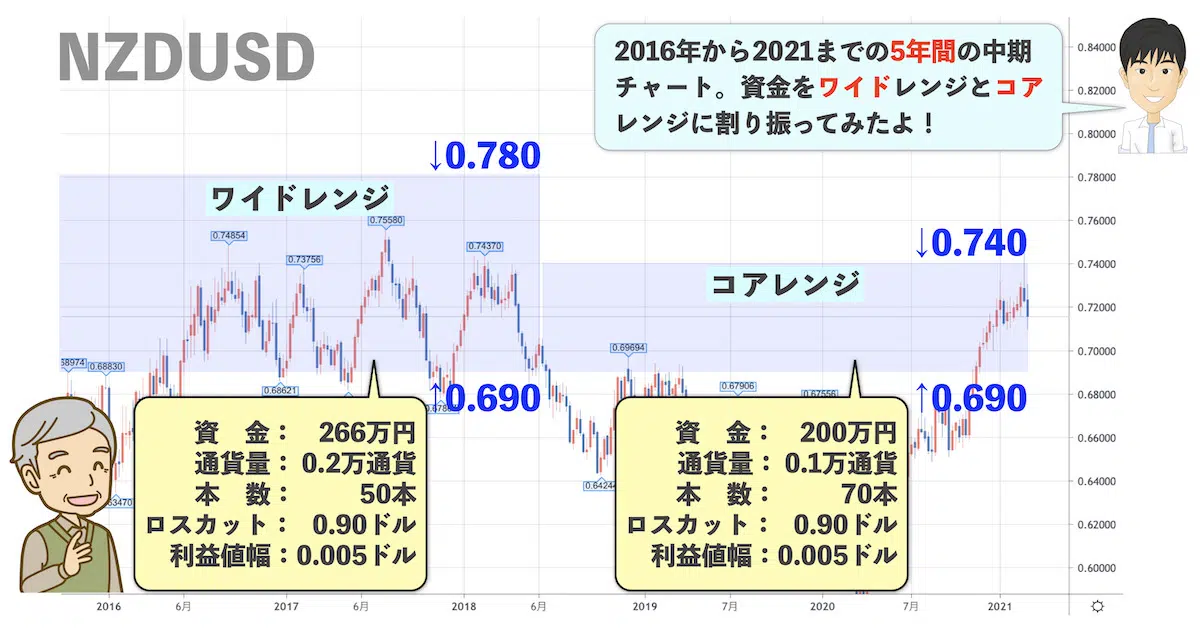 NZDUSD
2016年から2021までの5年間の中期
チャート。資金をワイドレンジとコア
レンジに割り振ってみたよ！
0.84000
0.82000
0.80000
0.78000
0.76000
0.74000
0.72000
0.70000
0.68000
0.66000
0.64000
0.62000
0.60000
↓0.780
ワイドレンジ
0.74854
0.73756
0.75580
0.74370
↓0.740
コアレンジ
0.68830
0.68621
0.69694
0.67906
0.67556
↑0.690
↑0.690
資 金： 266万円
通貨量： 0.2万通貨
本 数： 50本
ロスカット： 0.90ドル
利益値幅：0.005ドル
資 金： 200万円
通貨量： 0.1万通貨
本 数： 70本
ロスカット： 0.90ドル
利益値幅：0.005ドル
2016 6月 2017 6月 2018 6月 2019 7月 2020 7月 2021